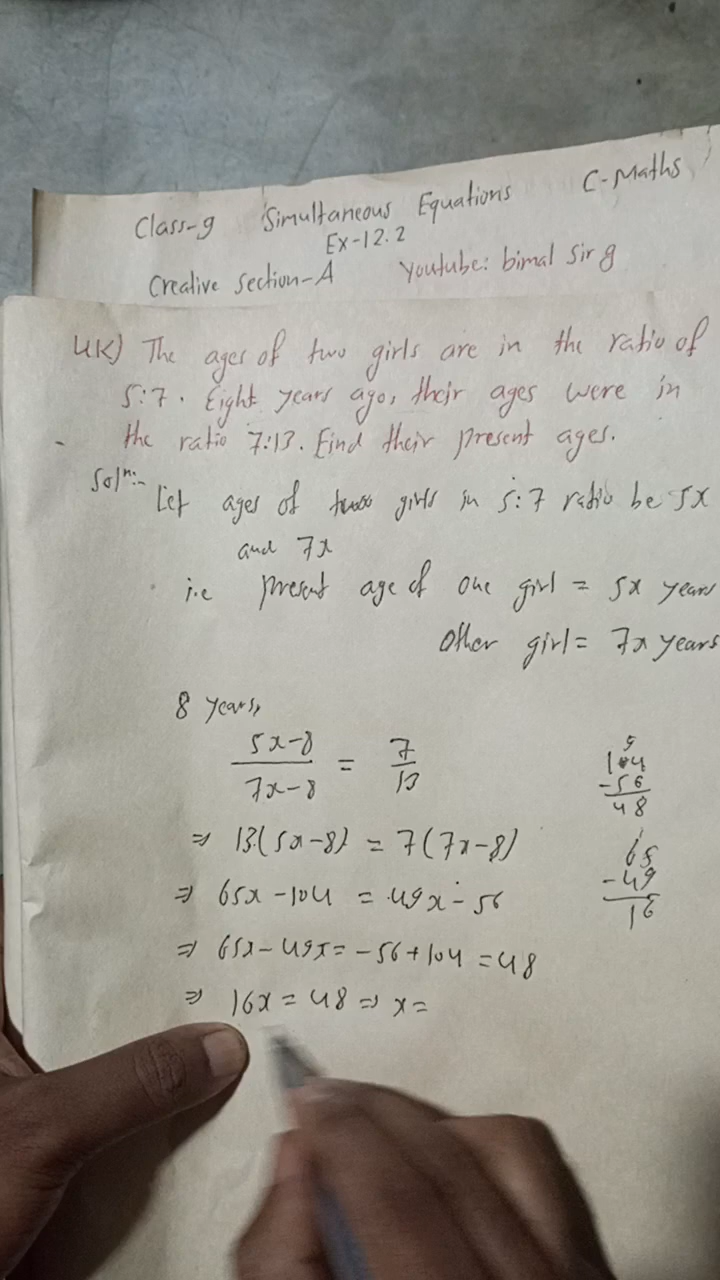 Class-9 Simultaneous Equations C-Maths
Ex-12.2
Creative Section-A Youtube: bimal Sir g
4K) The ages of two girls are in the ratio of
5:7. Eight years ago, their ages were in
the ratio 7:13. Find their present ages.
Solⁿ:- Let ages of two girls in 5:7 ratio be 5x
and 7x
i.e present age of one girl = 5x years
Other girl = 7x years
8 years,
5x-8 / 7x-8 = 7 / 13
⇒ 13(5x-8) = 7(7x-8)
⇒ 65x-104 = 49x-56
⇒ 65x-49x = -56+104 = 48
⇒ 16x = 48 ⇒ x =
9
104
-56
48
65
-49
16